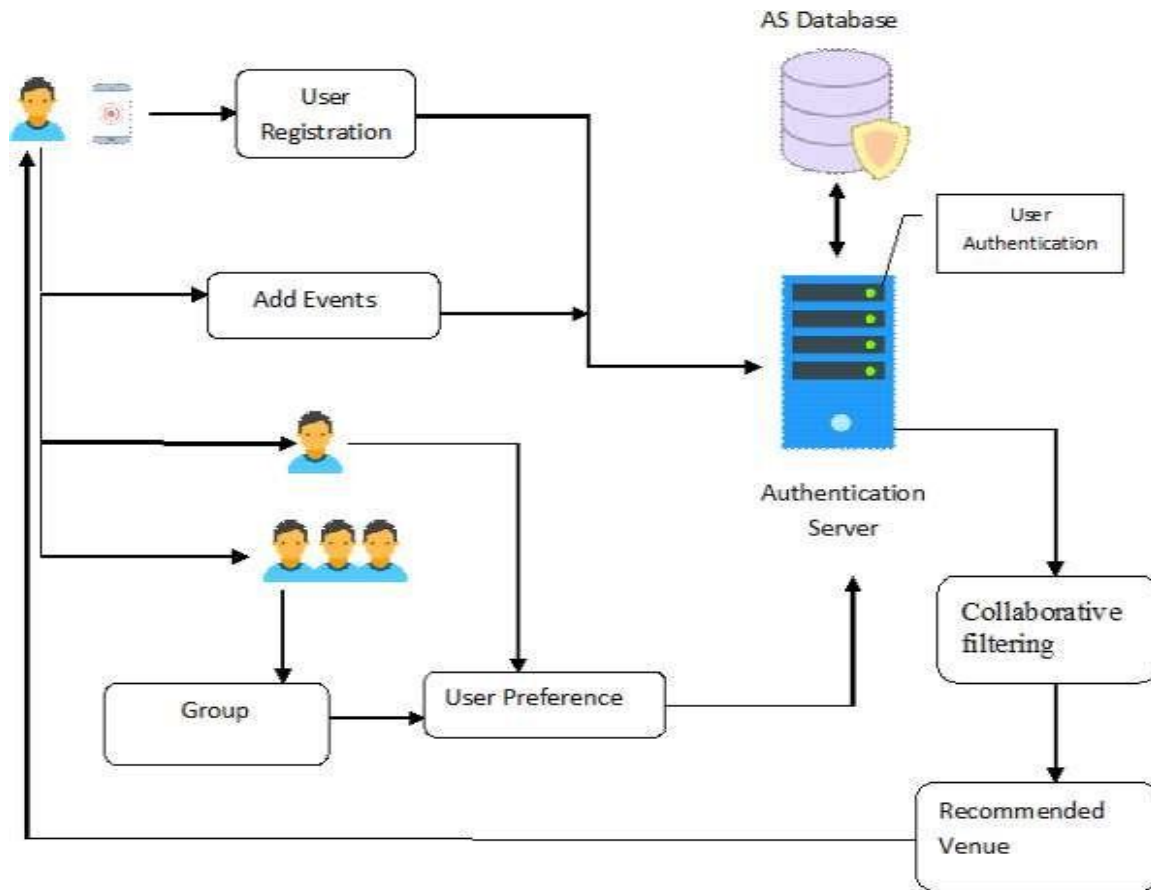 AS Database
User
Registration
User
Authentication
Add Events
Authentication
Server
Collaborative
filtering
Group
User Preference
Recommended
Venue